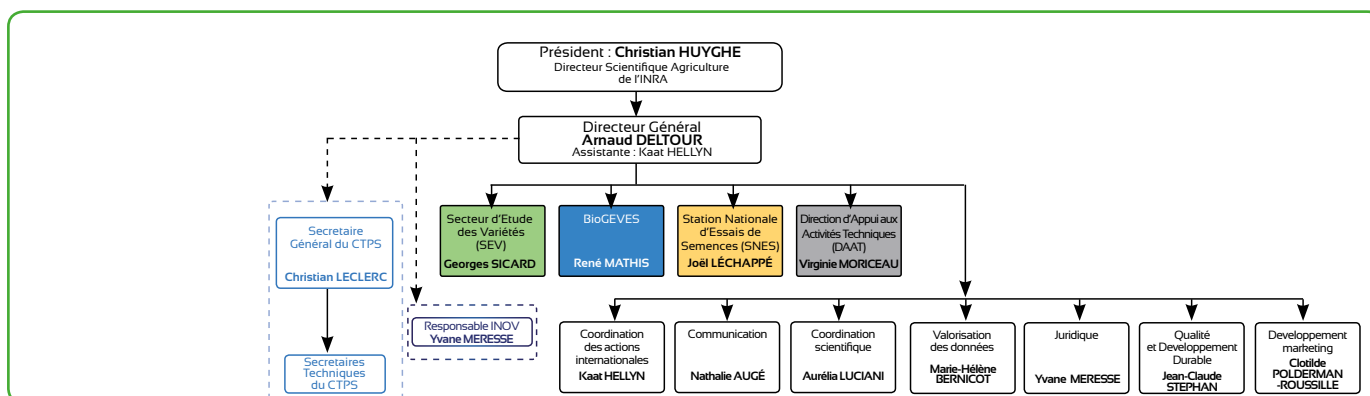 Président : Christian HUYGHE
Directeur Scientifique Agriculture
de l'INRA
Directeur Général
Arnaud DELTOUR
Assistante : Kaat HELLYN
Secretaire
Général du CTPS
Christian LECLERC
Secretaires
Techniques
du CTPS
Responsable INOV
Yvane MERESSE
Secteur d'Etude
des Variétés
(SEV)
Georges SICARD
BioGEVES
René MATHIS
Station Nationale
d'Essais de
Semences (SNES)
Joël LÉCHAPPÉ
Direction d'Appui aux
Activités Techniques
(DAAT)
Virginie MORICEAU
Coordination
des actions
internationales
Kaat HELLYN
Communication
Nathalie AUGÉ
Coordination
scientifique
Aurélia LUCIANI
Valorisation
des données
Marie-Hélène
BERNICOT
Juridique
Yvane MERESSE
Qualité
et Developpement
Durable
Jean-Claude
STEPHAN
Developpement
marketing
Clotilde
POLDERMAN
-ROUSSILLE